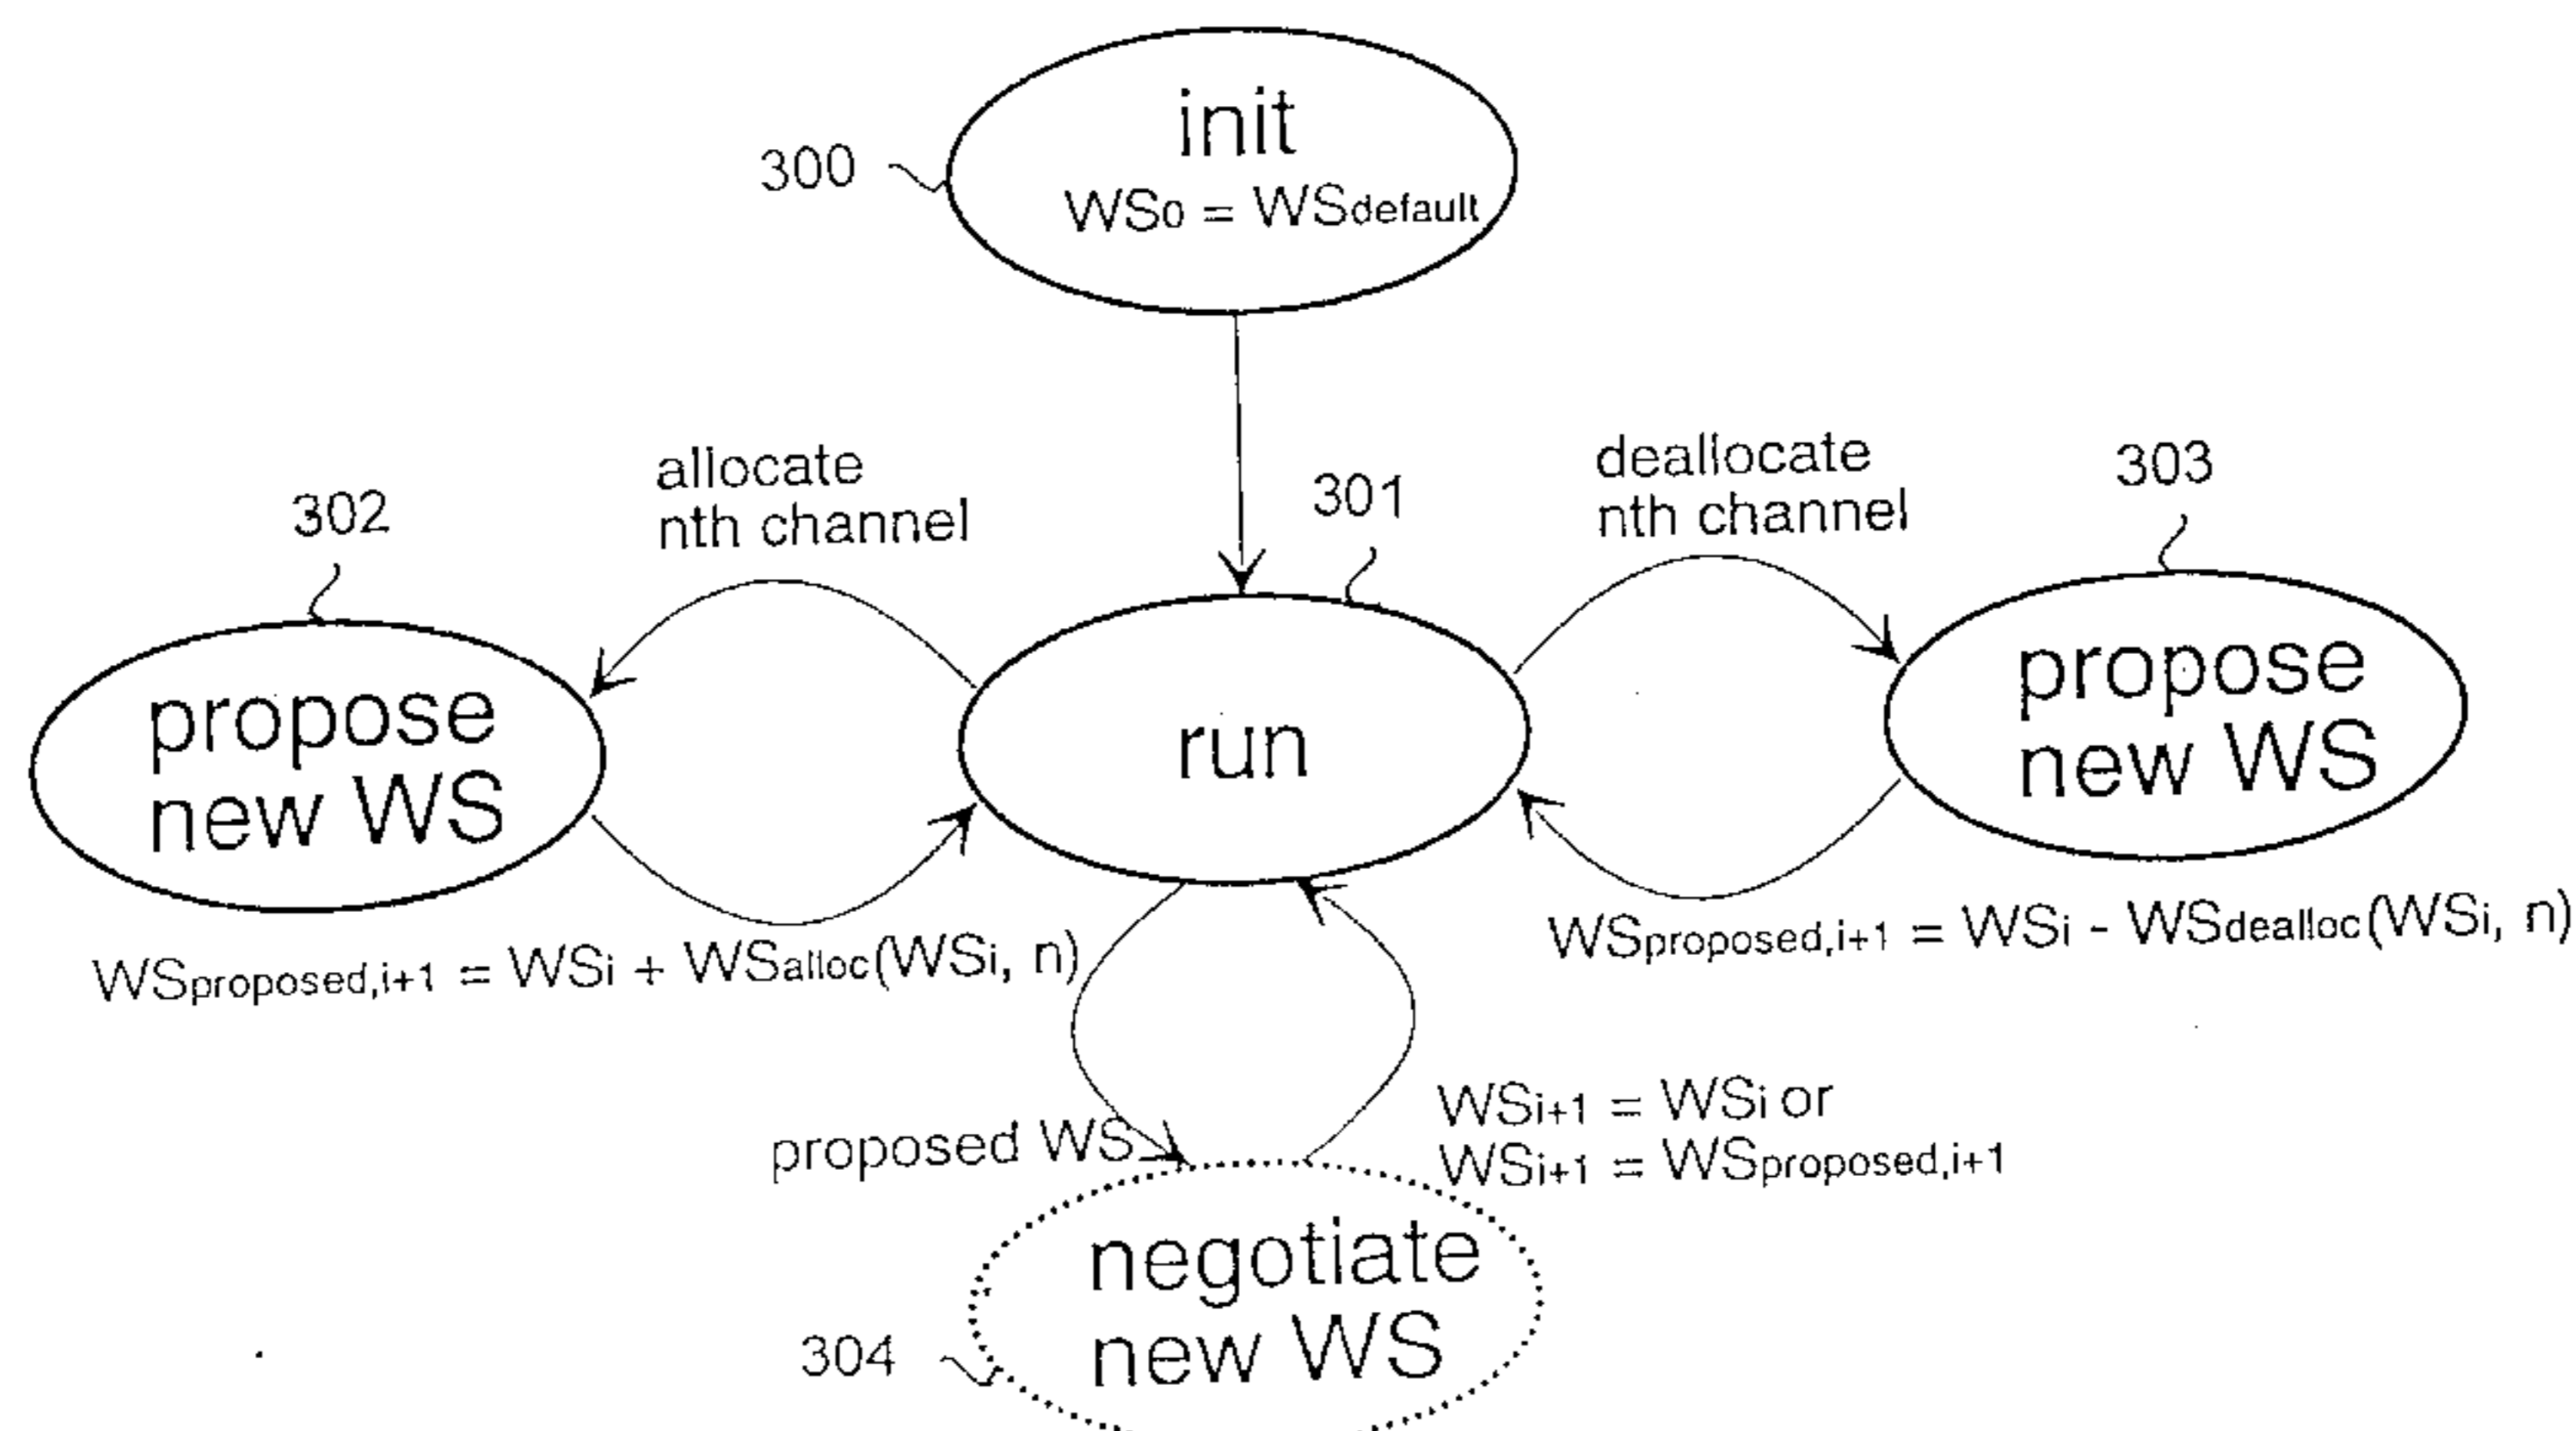 init
WS0 = WSdefault
300
allocate
nth channel
deallocate
nth channel
301
302
303
propose
new WS
run
propose
new WS
WSproposed,i+1 = WSi + WSalloc(WSi, n)
WSproposed,i+1 = WSi - WSdealloc(WSi, n)
proposed WS
WSi+1 = WSi or
WSi+1 = WSproposed,i+1
negotiate
new WS
304